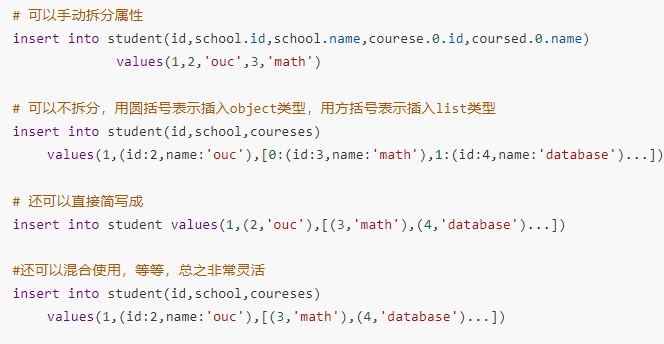 # 可以手动拆分属性
insert into student(id,school.id,school.name,courese.0.id,coursed.0.name)
values(1,2,'ouc',3,'math')
# 可以不拆分，用圆括号表示插入object类型，用方括号表示插入list类型
insert into student(id,school,coureses)
values(1,(id:2,name:'ouc'),[0:(id:3,name:'math'),1:(id:4,name:'database')...])
# 还可以直接简写成
insert into student values(1,(2,'ouc'),[(3,'math'),(4,'database')...])
#还可以混合使用，等等，总之非常灵活
insert into student(id,school,coureses)
values(1,(id:2,name:'ouc'),[(3,'math'),(4,'database')...])